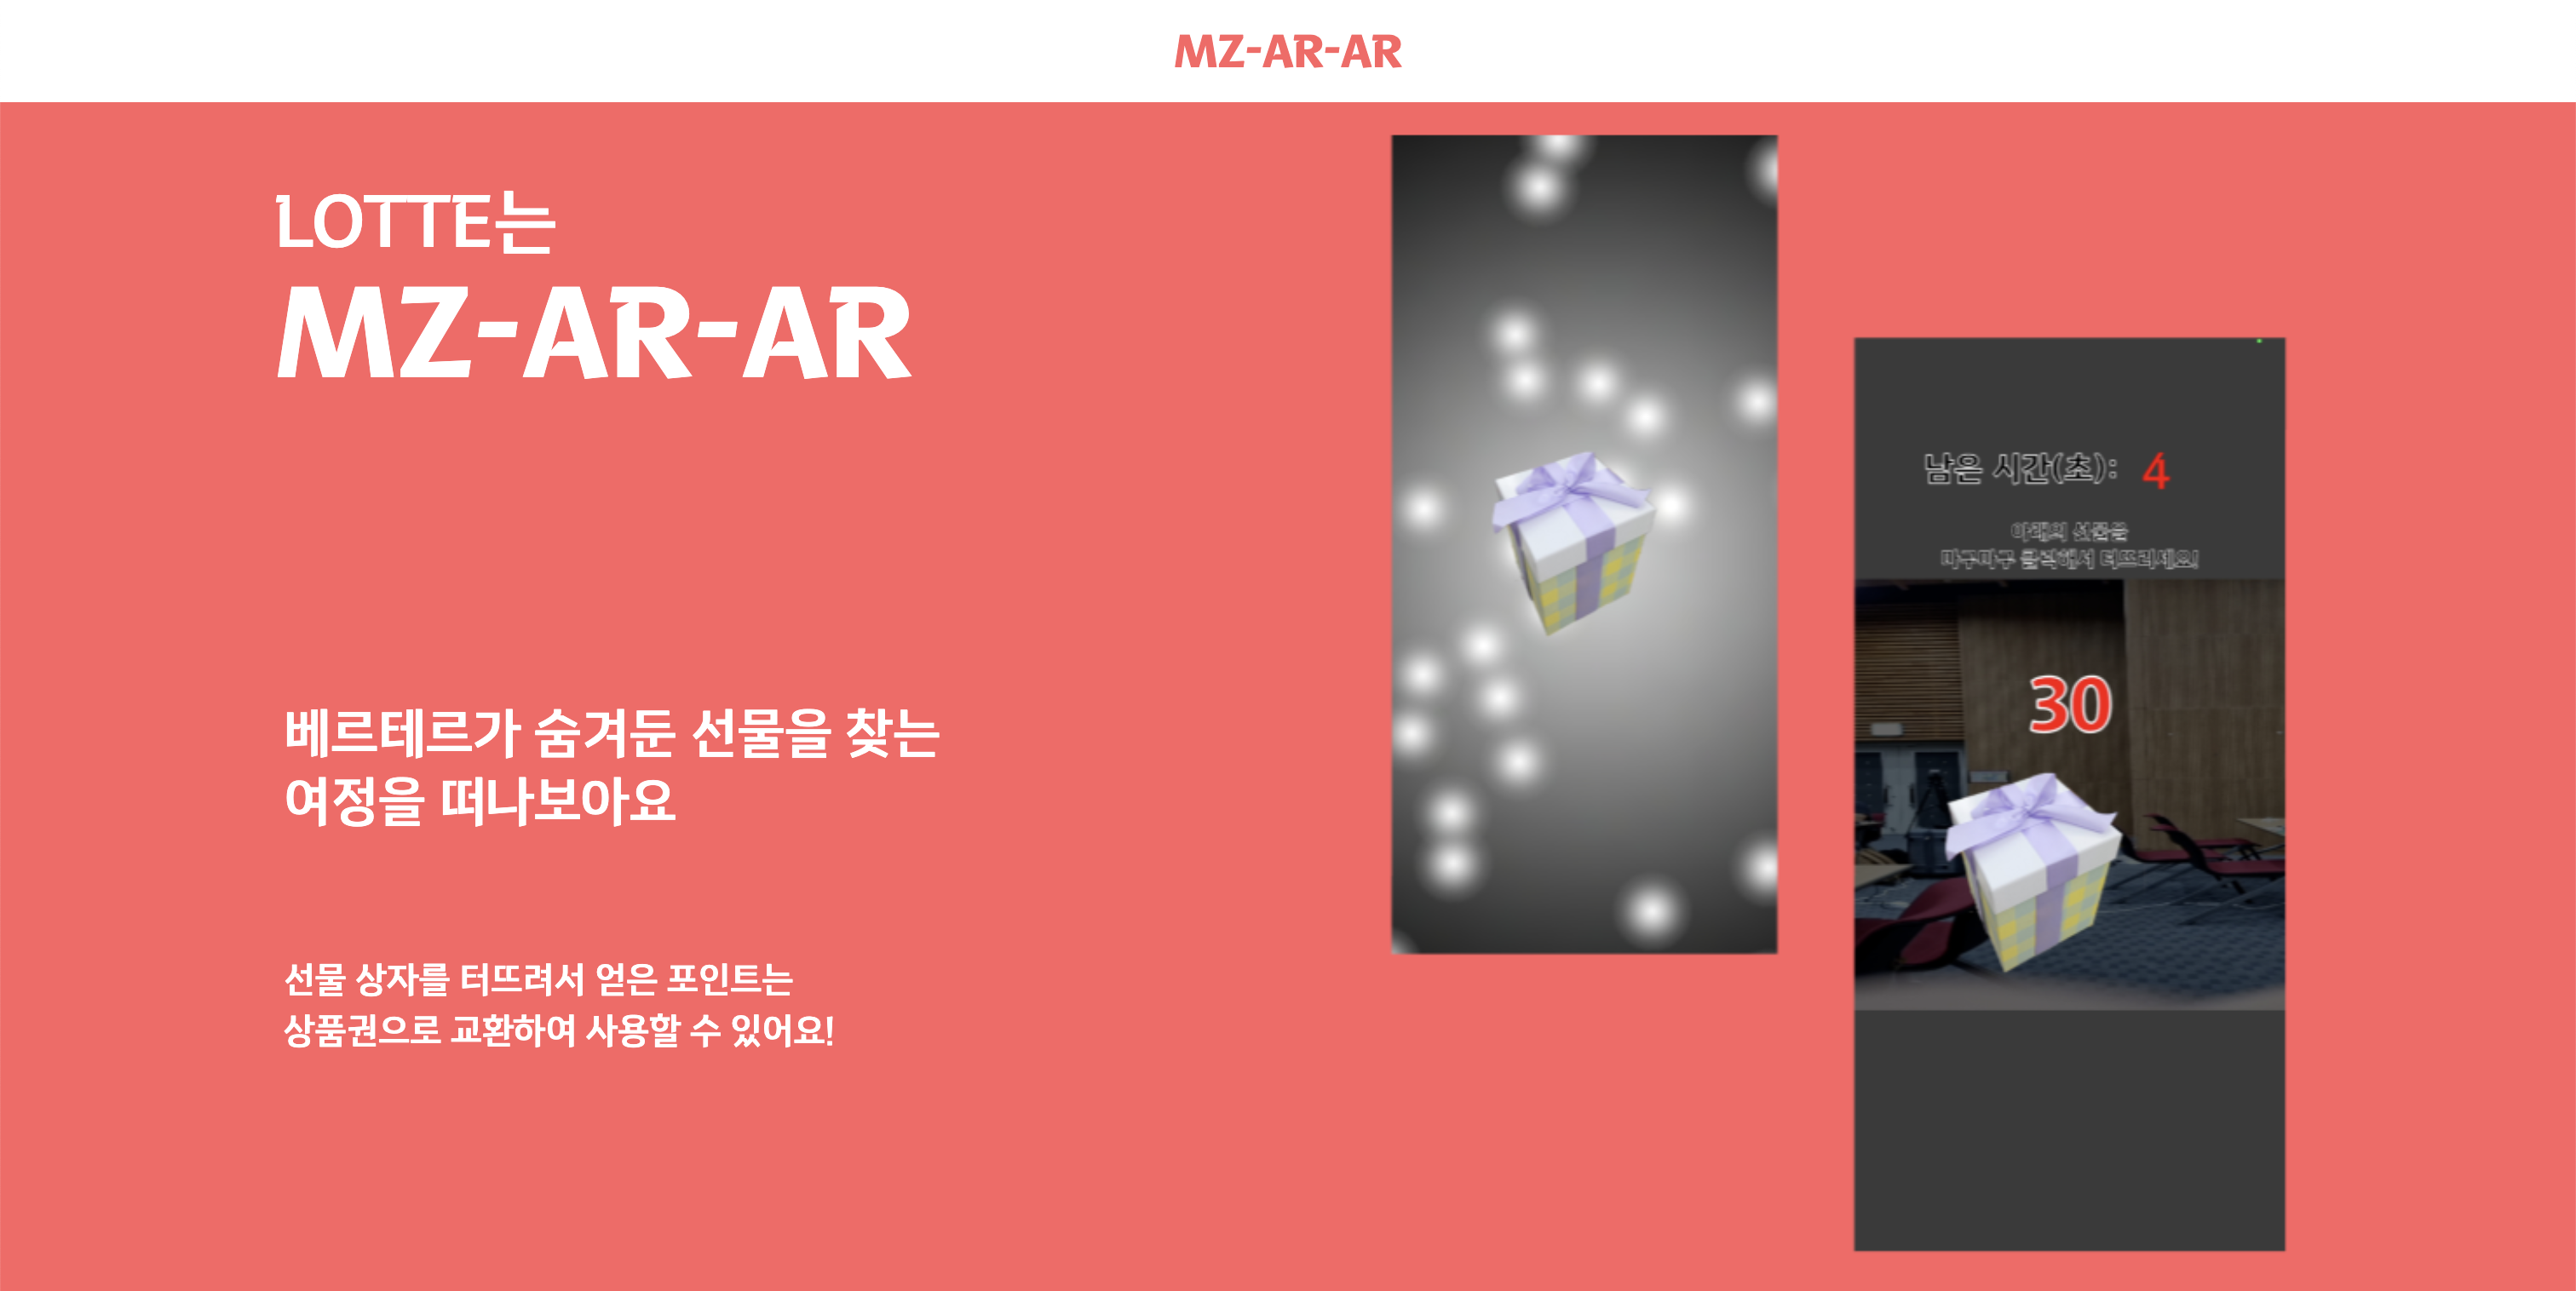 MZ-AR-AR
LOTTE는
MZ-AR-AR
베르테르가 숨겨둔 선물을 찾는
여정을 떠나보아요
선물 상자를 터뜨려서 얻은 포인트는
상품권으로 교환하여 사용할 수 있어요!
남은 시간(초): 4
아래의 선물을
마구마구 클릭해서 터뜨리세요!
30